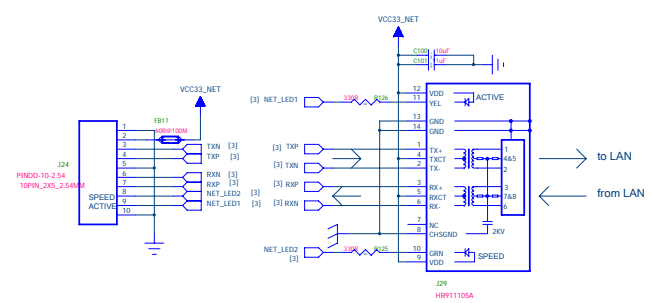 VCC33_NET
C100 10uF
C101 1uF
VCC33_NET
[3] NET_LED1 330R R126
12 VDD
11 YEL ACTIVE
13 GND
14 GND
FB17
60R@100M
J24
PINDD-10-2.54
10PIN_2X5_2.54MM
1
2
3 TXN [3]
4 TXP [3]
5
6 RXN [3]
7 RXP [3]
SPEED 8 NET_LED2 [3]
ACTIVE 9 NET_LED1 [3]
10
[3] TXP 1 TX+ 1
4 TXCT 4&5
[3] TXN 2 TX- 2
to LAN
[3] RXP 3 RX+ 3
5 RXCT 7&8
[3] RXN 6 RX- 6
from LAN
7 NC
8 CHSGND
2KV
NET_LED2 330R R125
[3]
10 GRN
9 VDD SPEED
J29
HR911105A